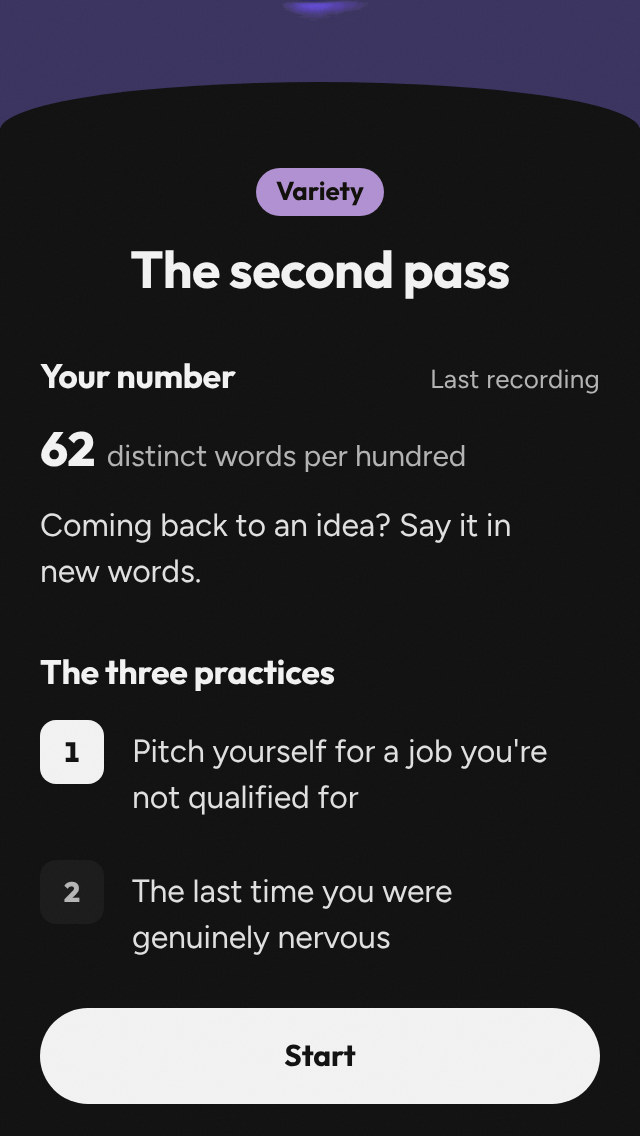 Variety
The second pass
Your number
Last recording
62 distinct words per hundred
Coming back to an idea? Say it in
new words.
The three practices
1
Pitch yourself for a job you're
not qualified for
2
The last time you were
genuinely nervous
Start